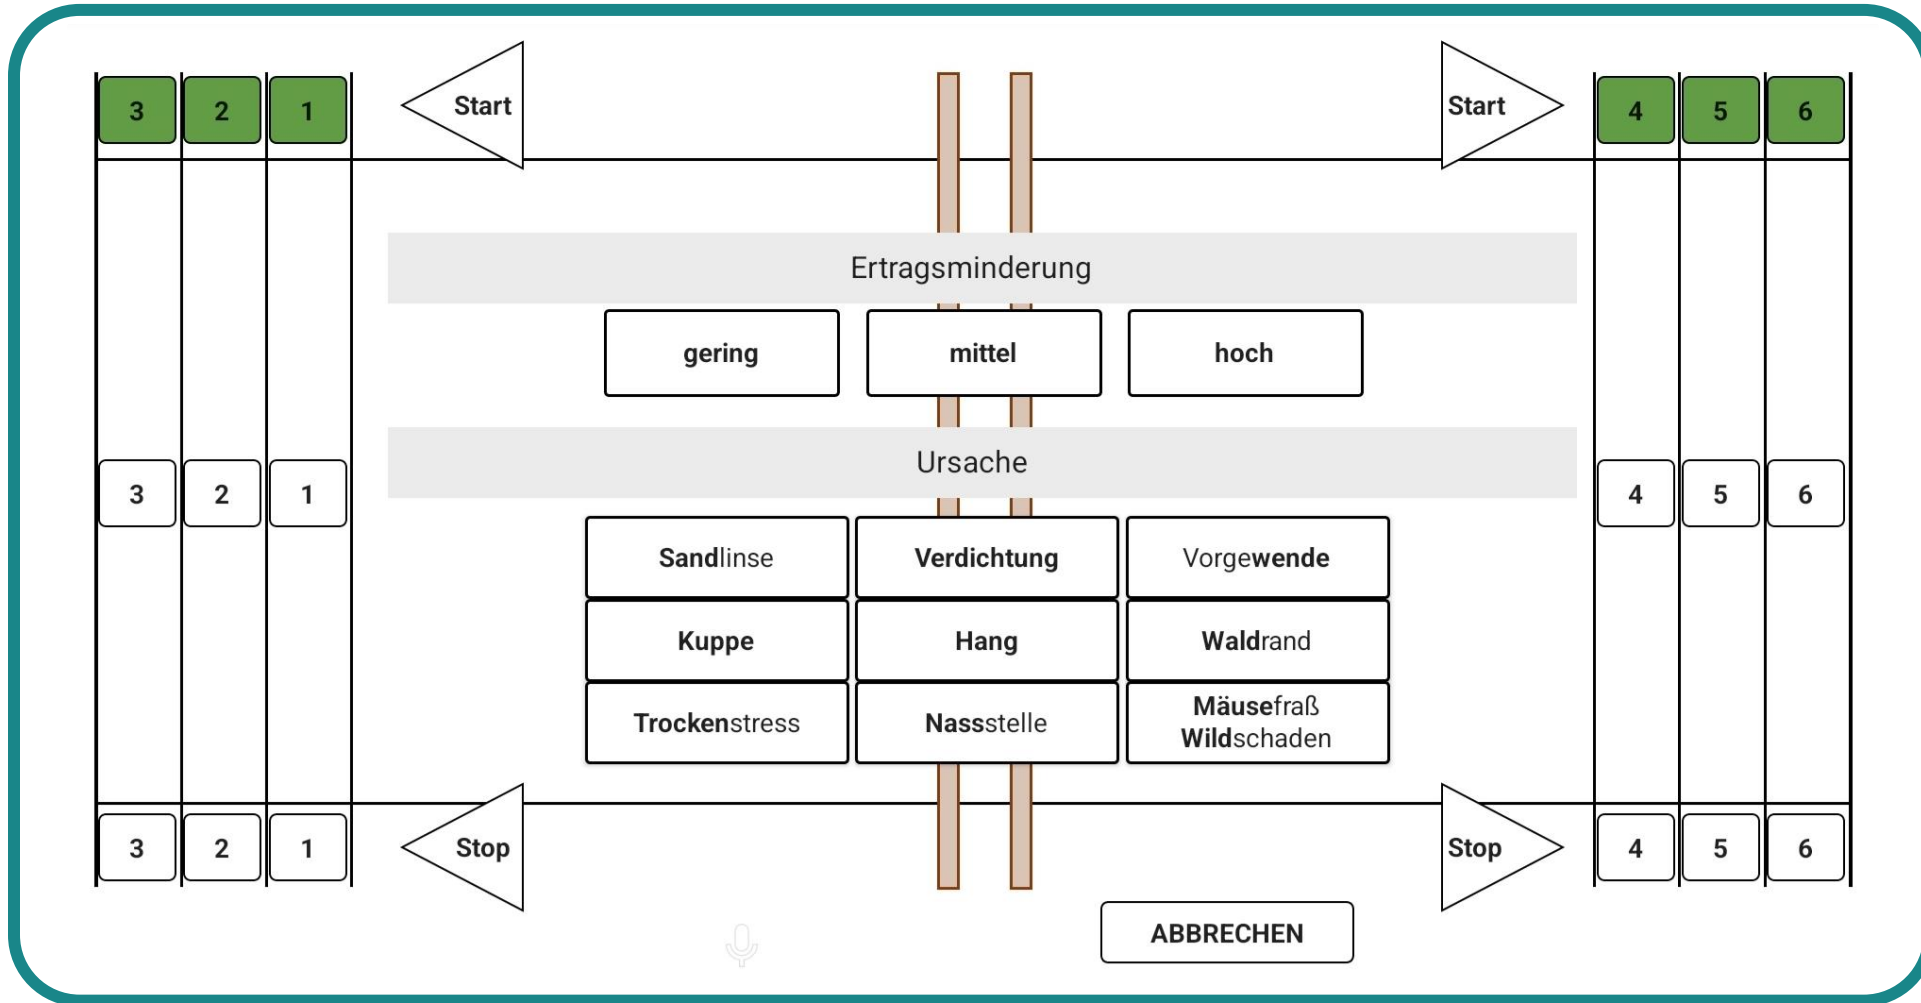 3 2 1 Start Start 4 5 6
Ertragsminderung
gering mittel hoch
Ursache
3 2 1 4 5 6
Sandlinse Verdichtung Vorgewende
Kuppe Hang Waldrand
Trockenstress Nassstelle Mäusefraß
Wildschaden
3 2 1 Stop Stop 4 5 6
ABBRECHEN